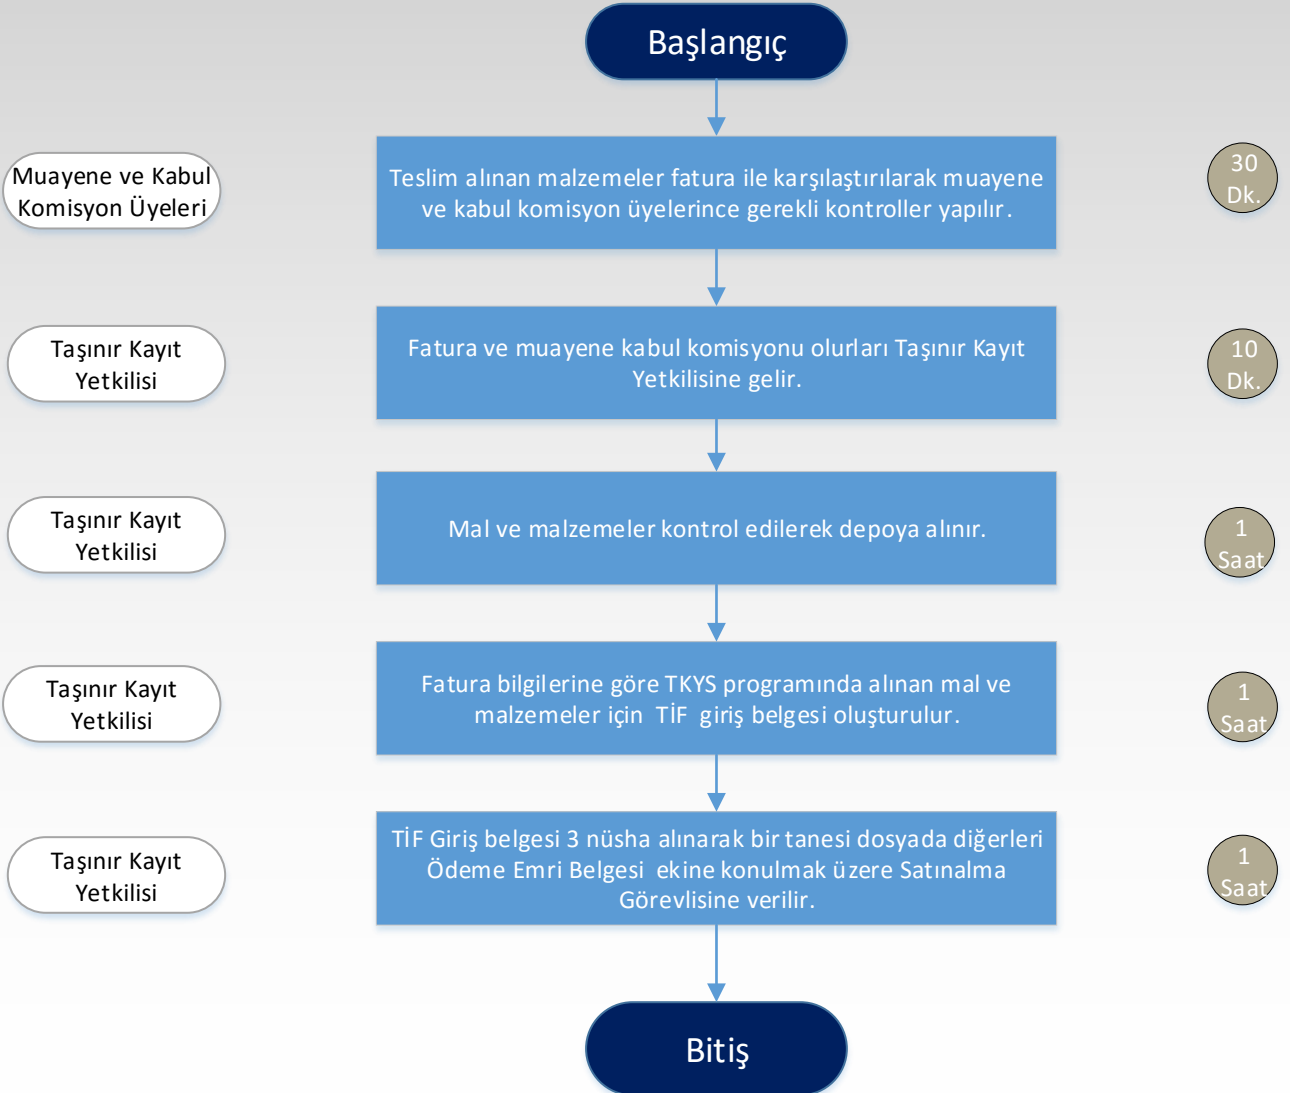 Başlangıç
Muayene ve Kabul
Komisyon Üyeleri
Teslim alınan malzemeler fatura ile karşılaştırılarak muayene
ve kabul komisyon üyelerince gerekli kontroller yapılır.
30
Dk.
Taşınır Kayıt
Yetkilisi
Fatura ve muayene kabul komisyonu olurları Taşınır Kayıt
Yetkilisine gelir.
10
Dk.
Taşınır Kayıt
Yetkilisi
Mal ve malzemeler kontrol edilerek depoya alınır.
1
Saat
Taşınır Kayıt
Yetkilisi
Fatura bilgilerine göre TKYS programında alınan mal ve
malzemeler için TİF giriş belgesi oluşturulur.
1
Saat
Taşınır Kayıt
Yetkilisi
TİF Giriş belgesi 3 nüsha alınarak bir tanesi dosyada diğerleri
Ödeme Emri Belgesi ekine konulmak üzere Satınalma
Görevlisine verilir.
1
Saat
Bitiş